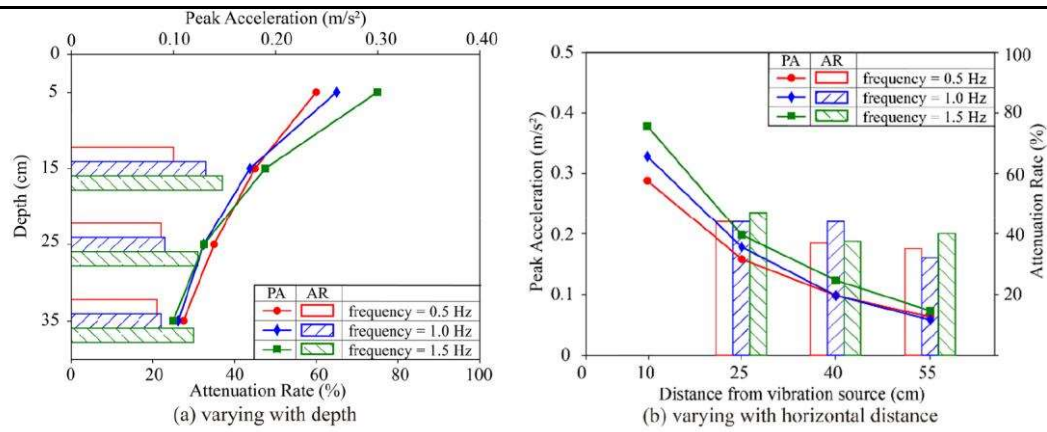 Peak Acceleration (m/s²)
0 0.10 0.18 0.24 0.30 0.40
Depth (cm)
0
5
15
25
35
PA AR
frequency = 0.5 Hz
frequency = 1.0 Hz
frequency = 1.5 Hz
0 20 40 60 80 100
Attenuation Rate (%)
(a) varying with depth
Peak Acceleration (m/s²)
0.5
0.4
0.3
0.2
0.1
0
PA AR
frequency = 0.5 Hz
frequency = 1.0 Hz
frequency = 1.5 Hz
100
80
60
40
20
Attenuation Rate (%)
0 10 25 40 55
Distance from vibration source (cm)
(b) varying with horizontal distance